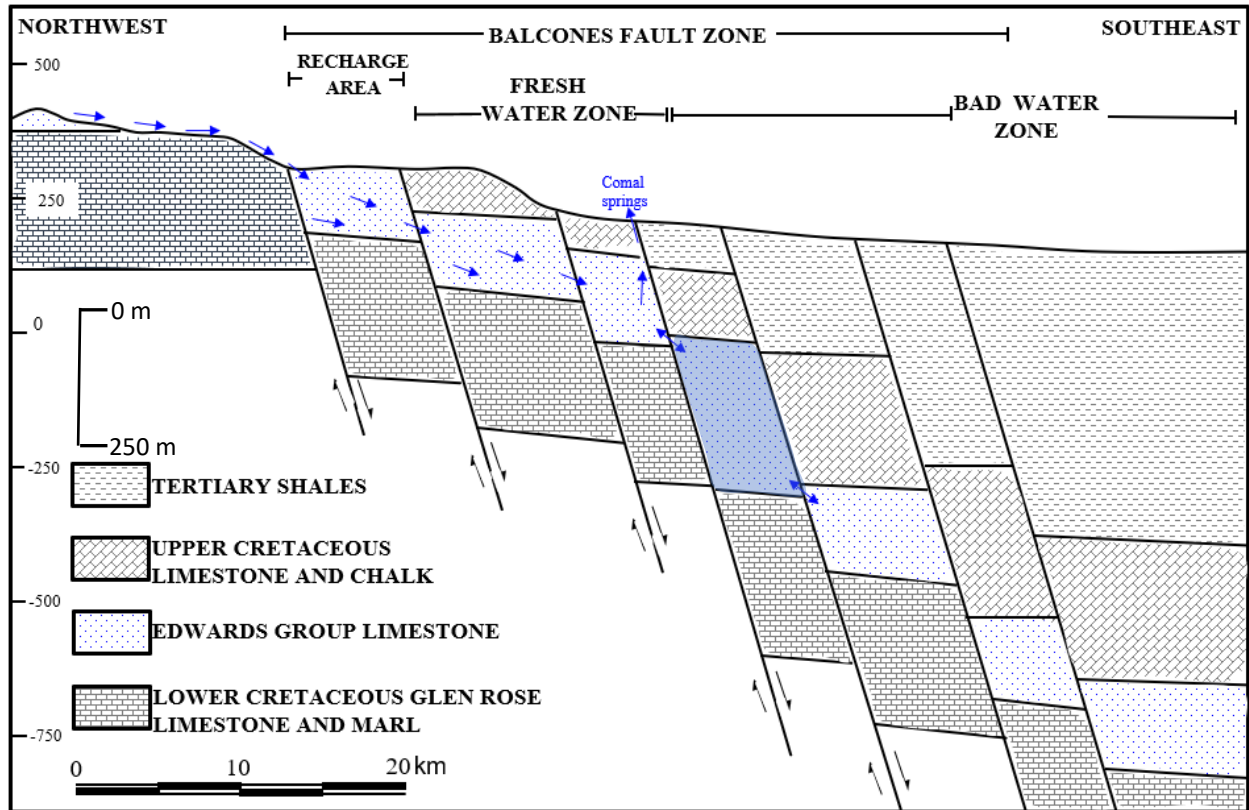 NORTHWEST
BALCONES FAULT ZONE
SOUTHEAST
RECHARGE
AREA
FRESH
WATER ZONE
BAD WATER
ZONE
500
250
0
-250
-500
-750
Comal
springs
0 m
250 m
TERTIARY SHALES
UPPER CRETACEOUS
LIMESTONE AND CHALK
EDWARDS GROUP LIMESTONE
LOWER CRETACEOUS GLEN ROSE
LIMESTONE AND MARL
0 10 20 km